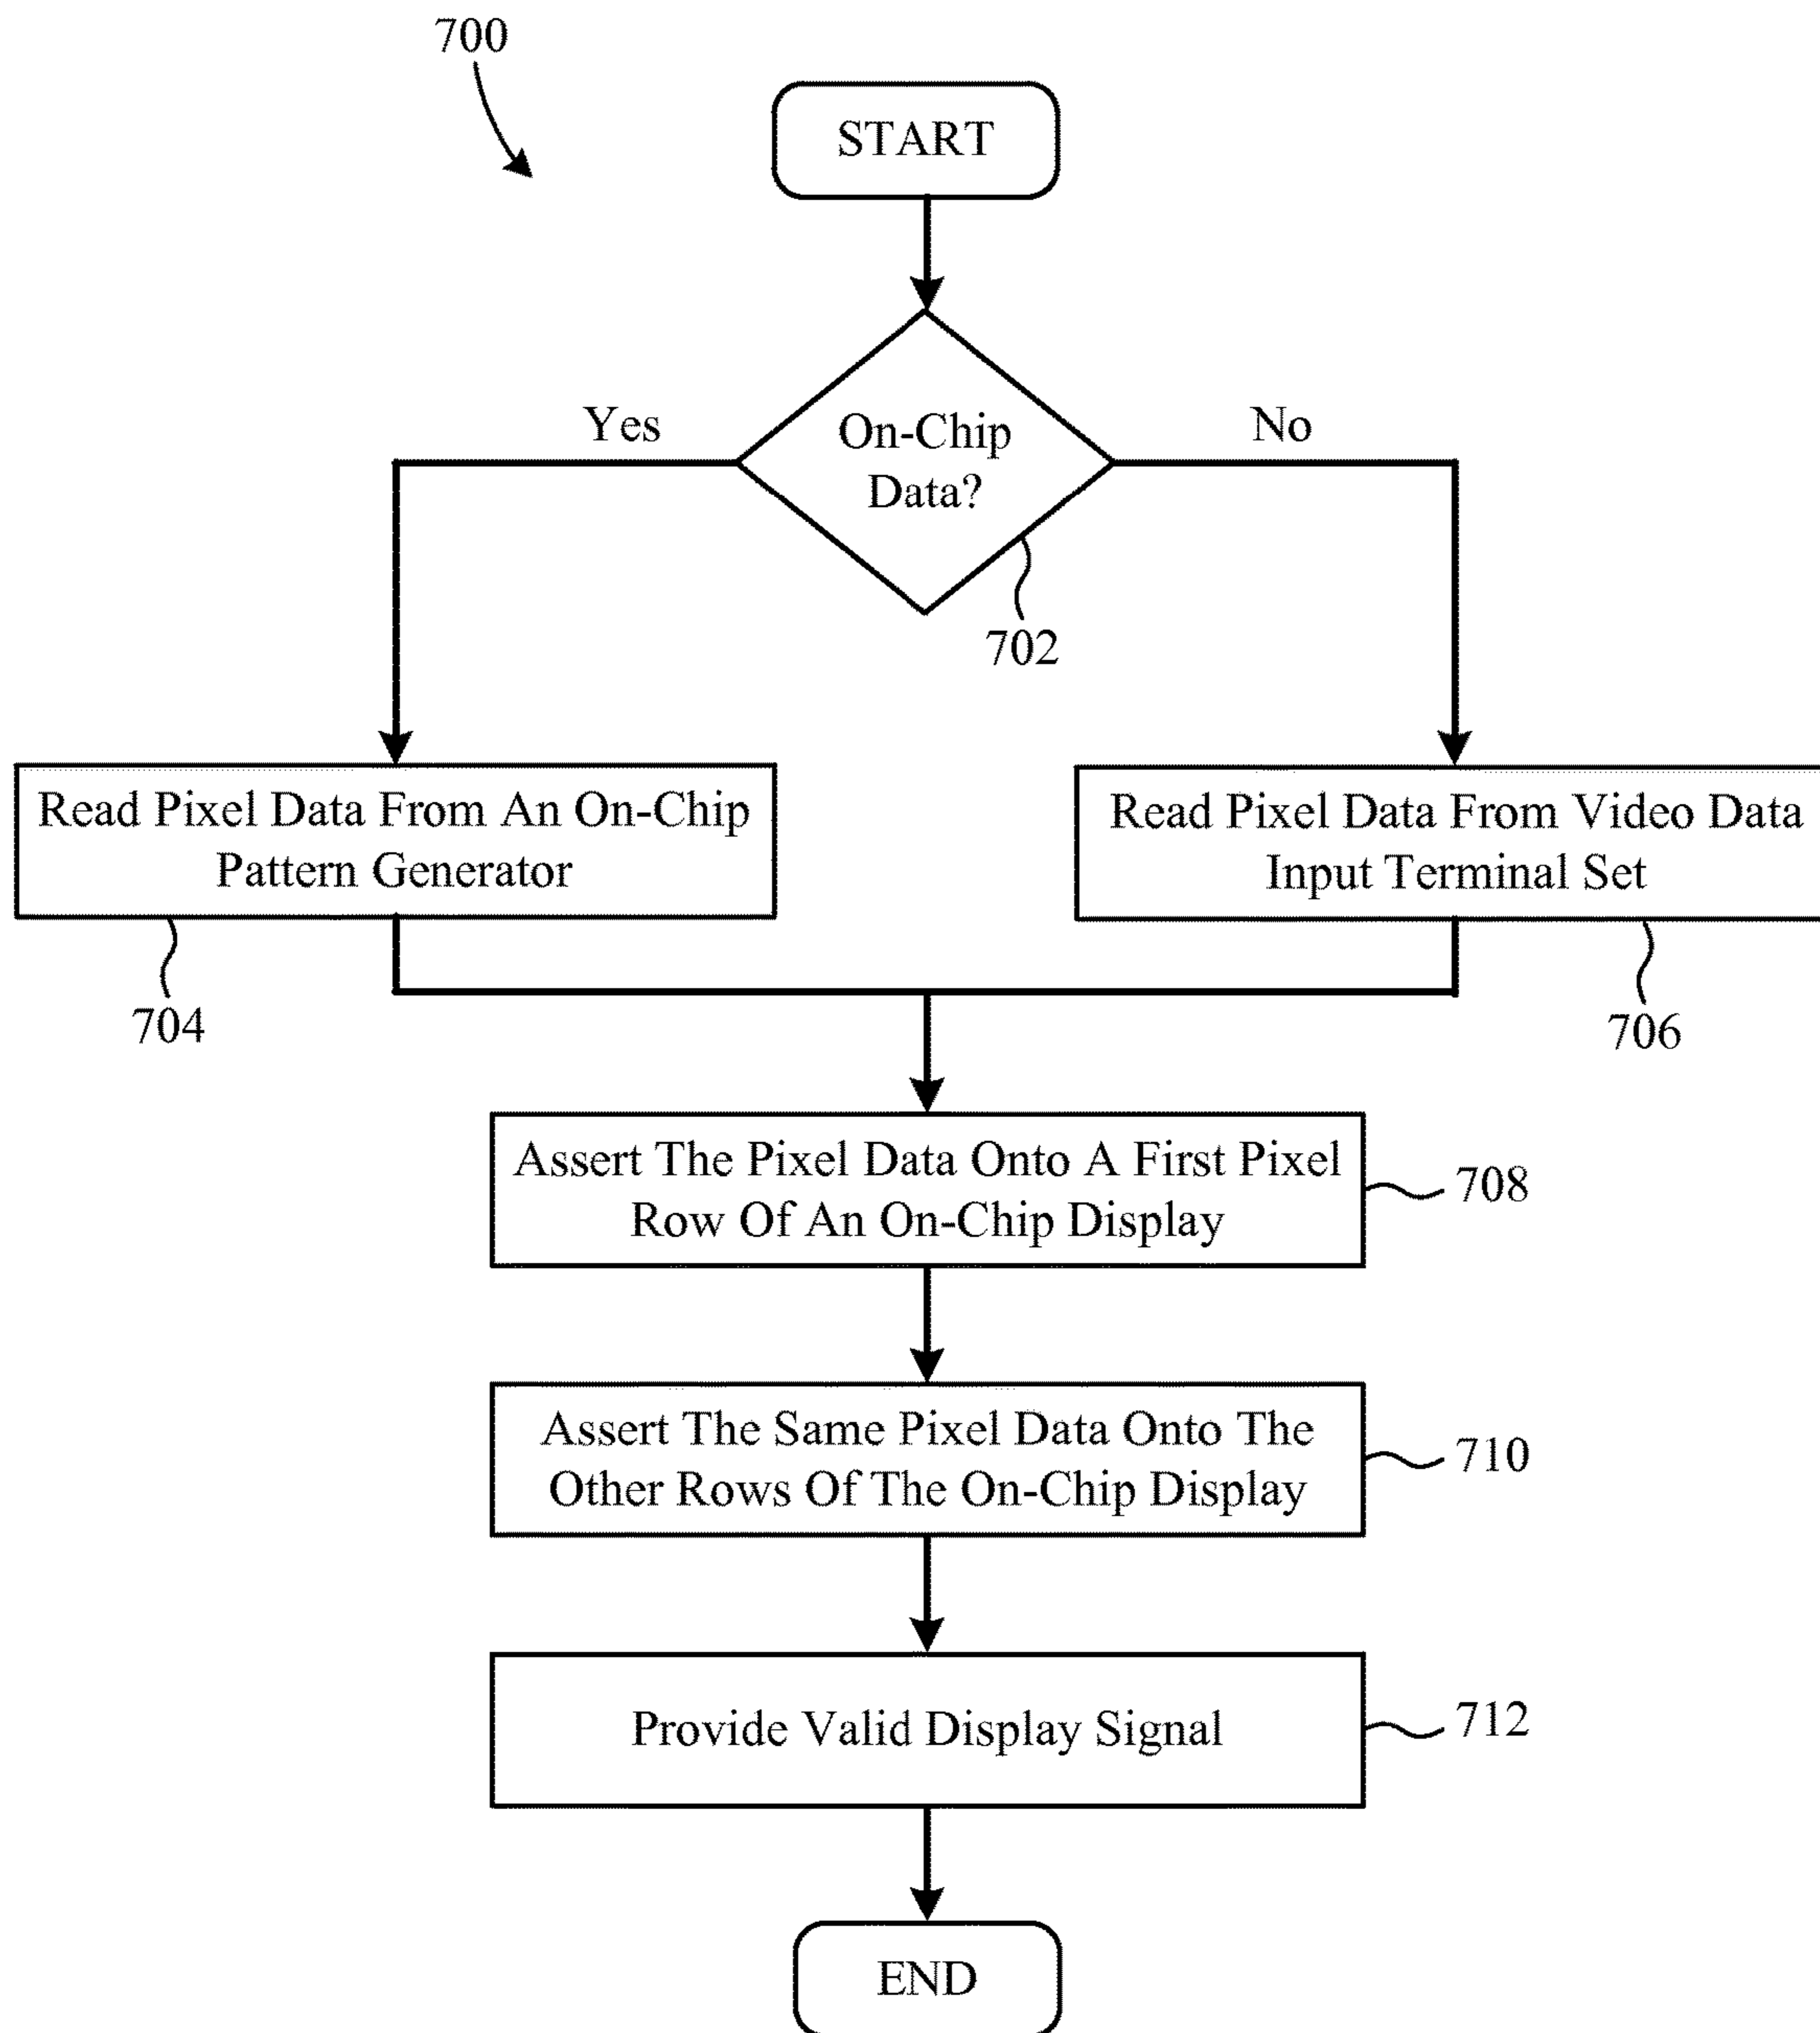 700
START
Yes
On-Chip
Data?
No
702
Read Pixel Data From An On-Chip
Pattern Generator
704
Read Pixel Data From Video Data
Input Terminal Set
706
Assert The Pixel Data Onto A First Pixel
Row Of An On-Chip Display
708
Assert The Same Pixel Data Onto The
Other Rows Of The On-Chip Display
710
Provide Valid Display Signal
712
END